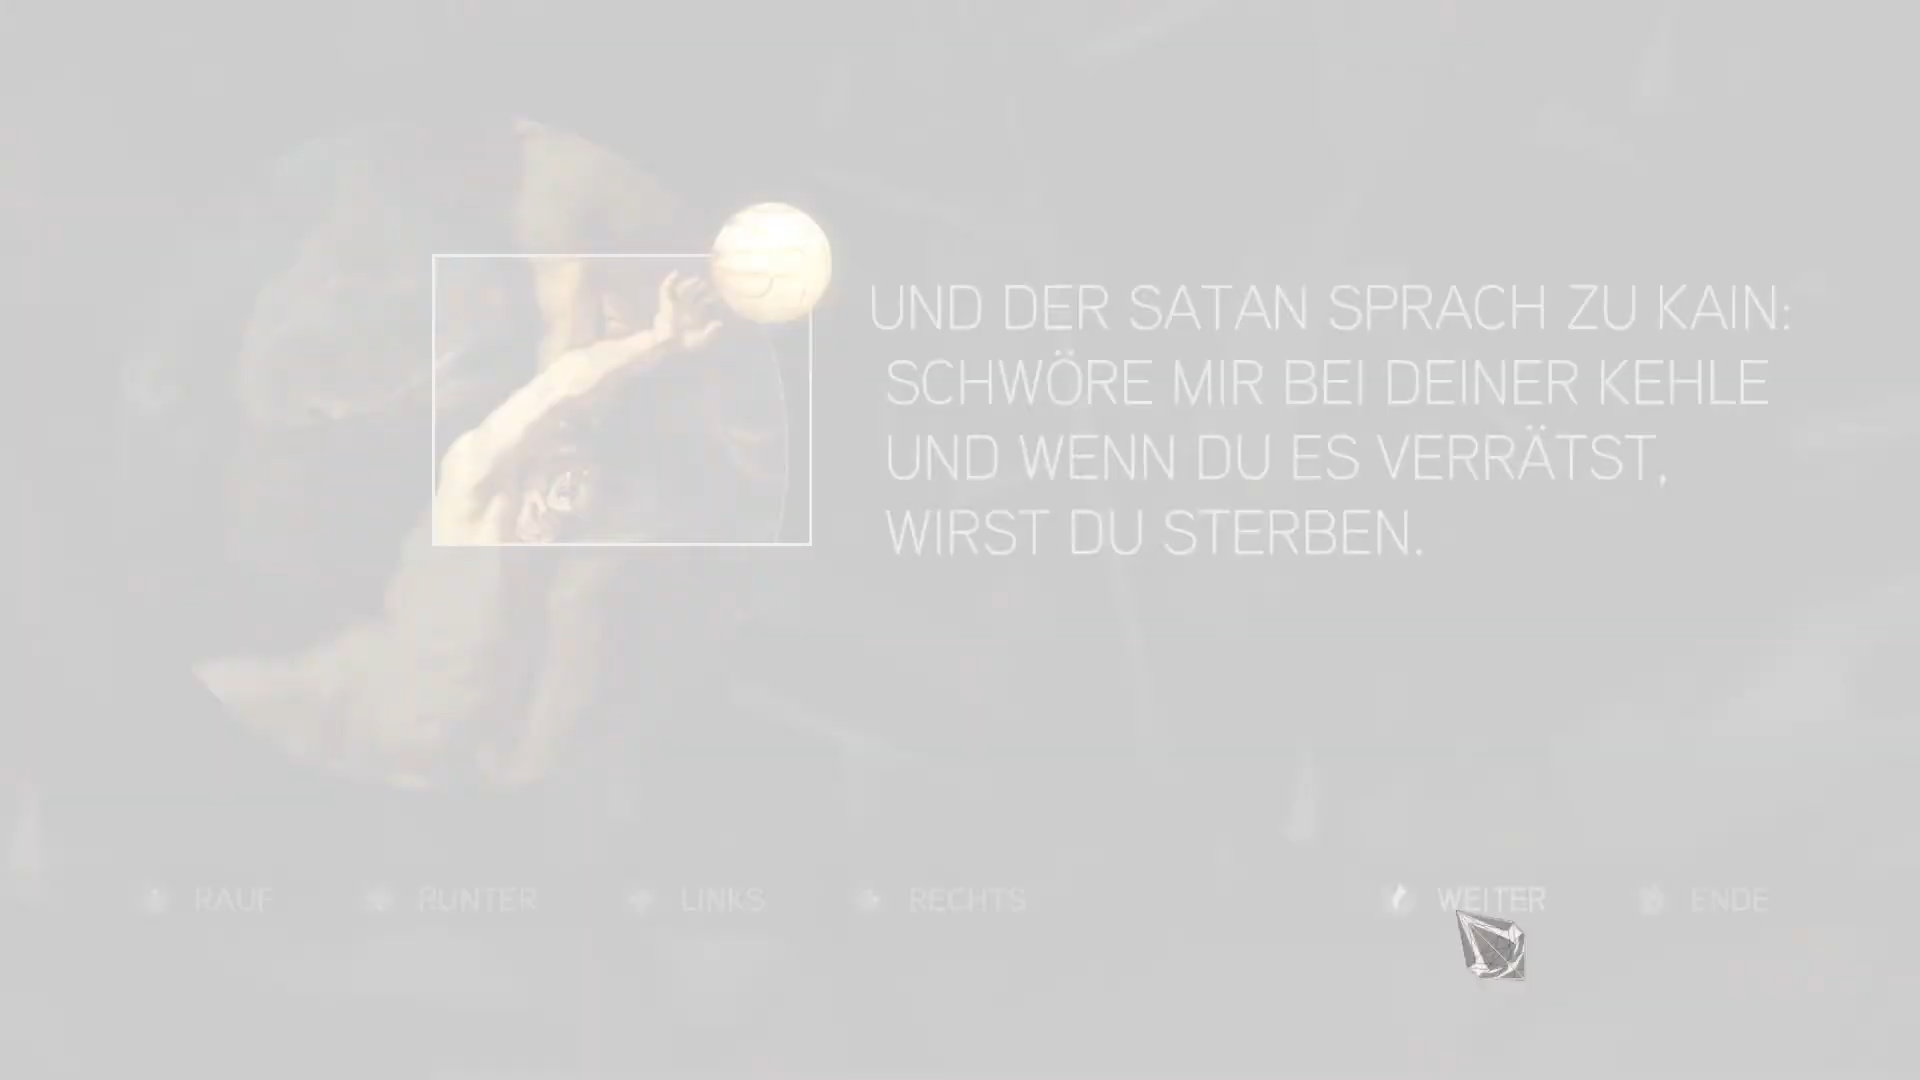 UND DER SATAN SPRACH ZU KAIN:
SCHWÖRE MIR BEI DEINER KEHLE
UND WENN DU ES VERRÄTST,
WIRST DU STERBEN.
RAUF RUNTER LINKS RECHTS WEITER ENDE